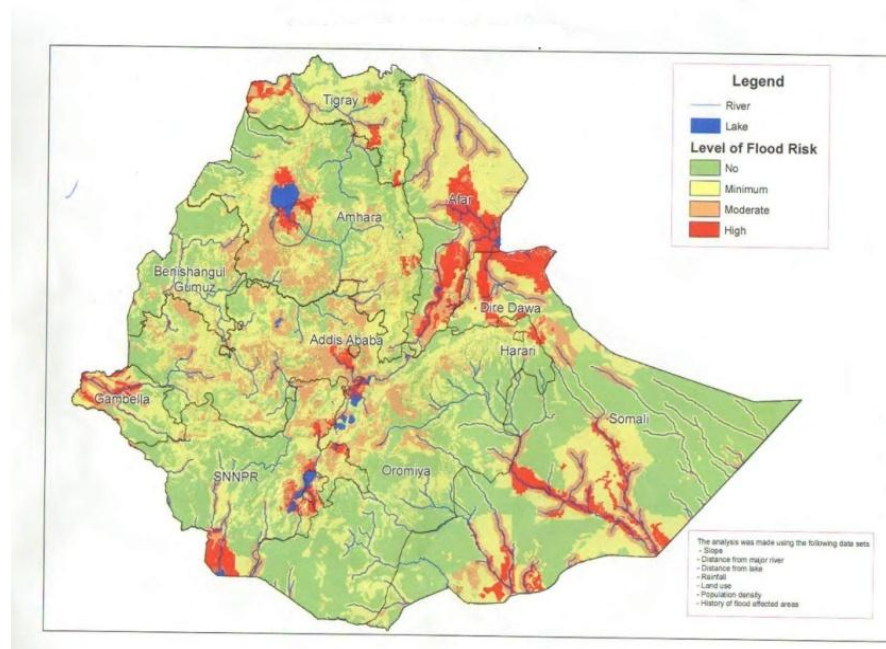 Legend
River
Lake
Level of Flood Risk
No
Minimum
Moderate
High
Tigray
Afar
Amhara
Benishangul
Gumuz
Dire Dawa
Addis Ababa
Harari
Gambella
Somali
SNNPR
Oromiya
The analysis was made using the following data sets
- Slope
- Distance from major river
- Distance from lake
- Rainfall
- Land use
- Population density
- History of flood affected areas